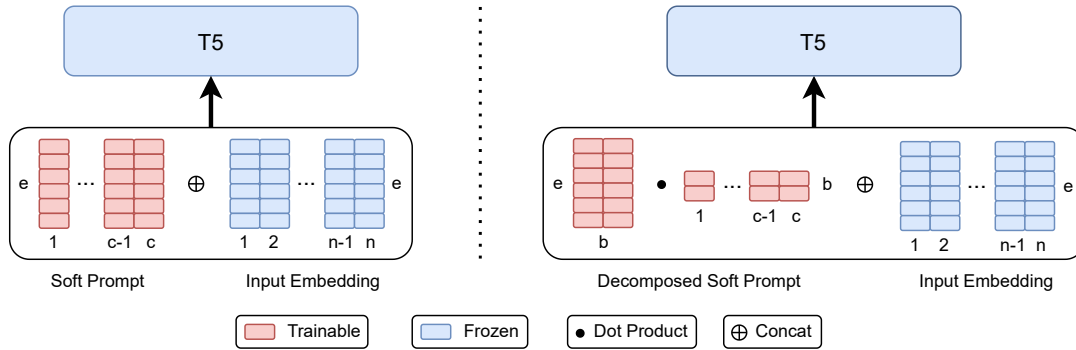 T5
T5
e
...
⊕
...
e
1
c-1 c
1 2
n-1 n
Soft Prompt
Input Embedding
e
•
...
b
⊕
...
e
b
1
c-1 c
1 2
n-1 n
Decomposed Soft Prompt
Input Embedding
Trainable
Frozen
• Dot Product
⊕ Concat